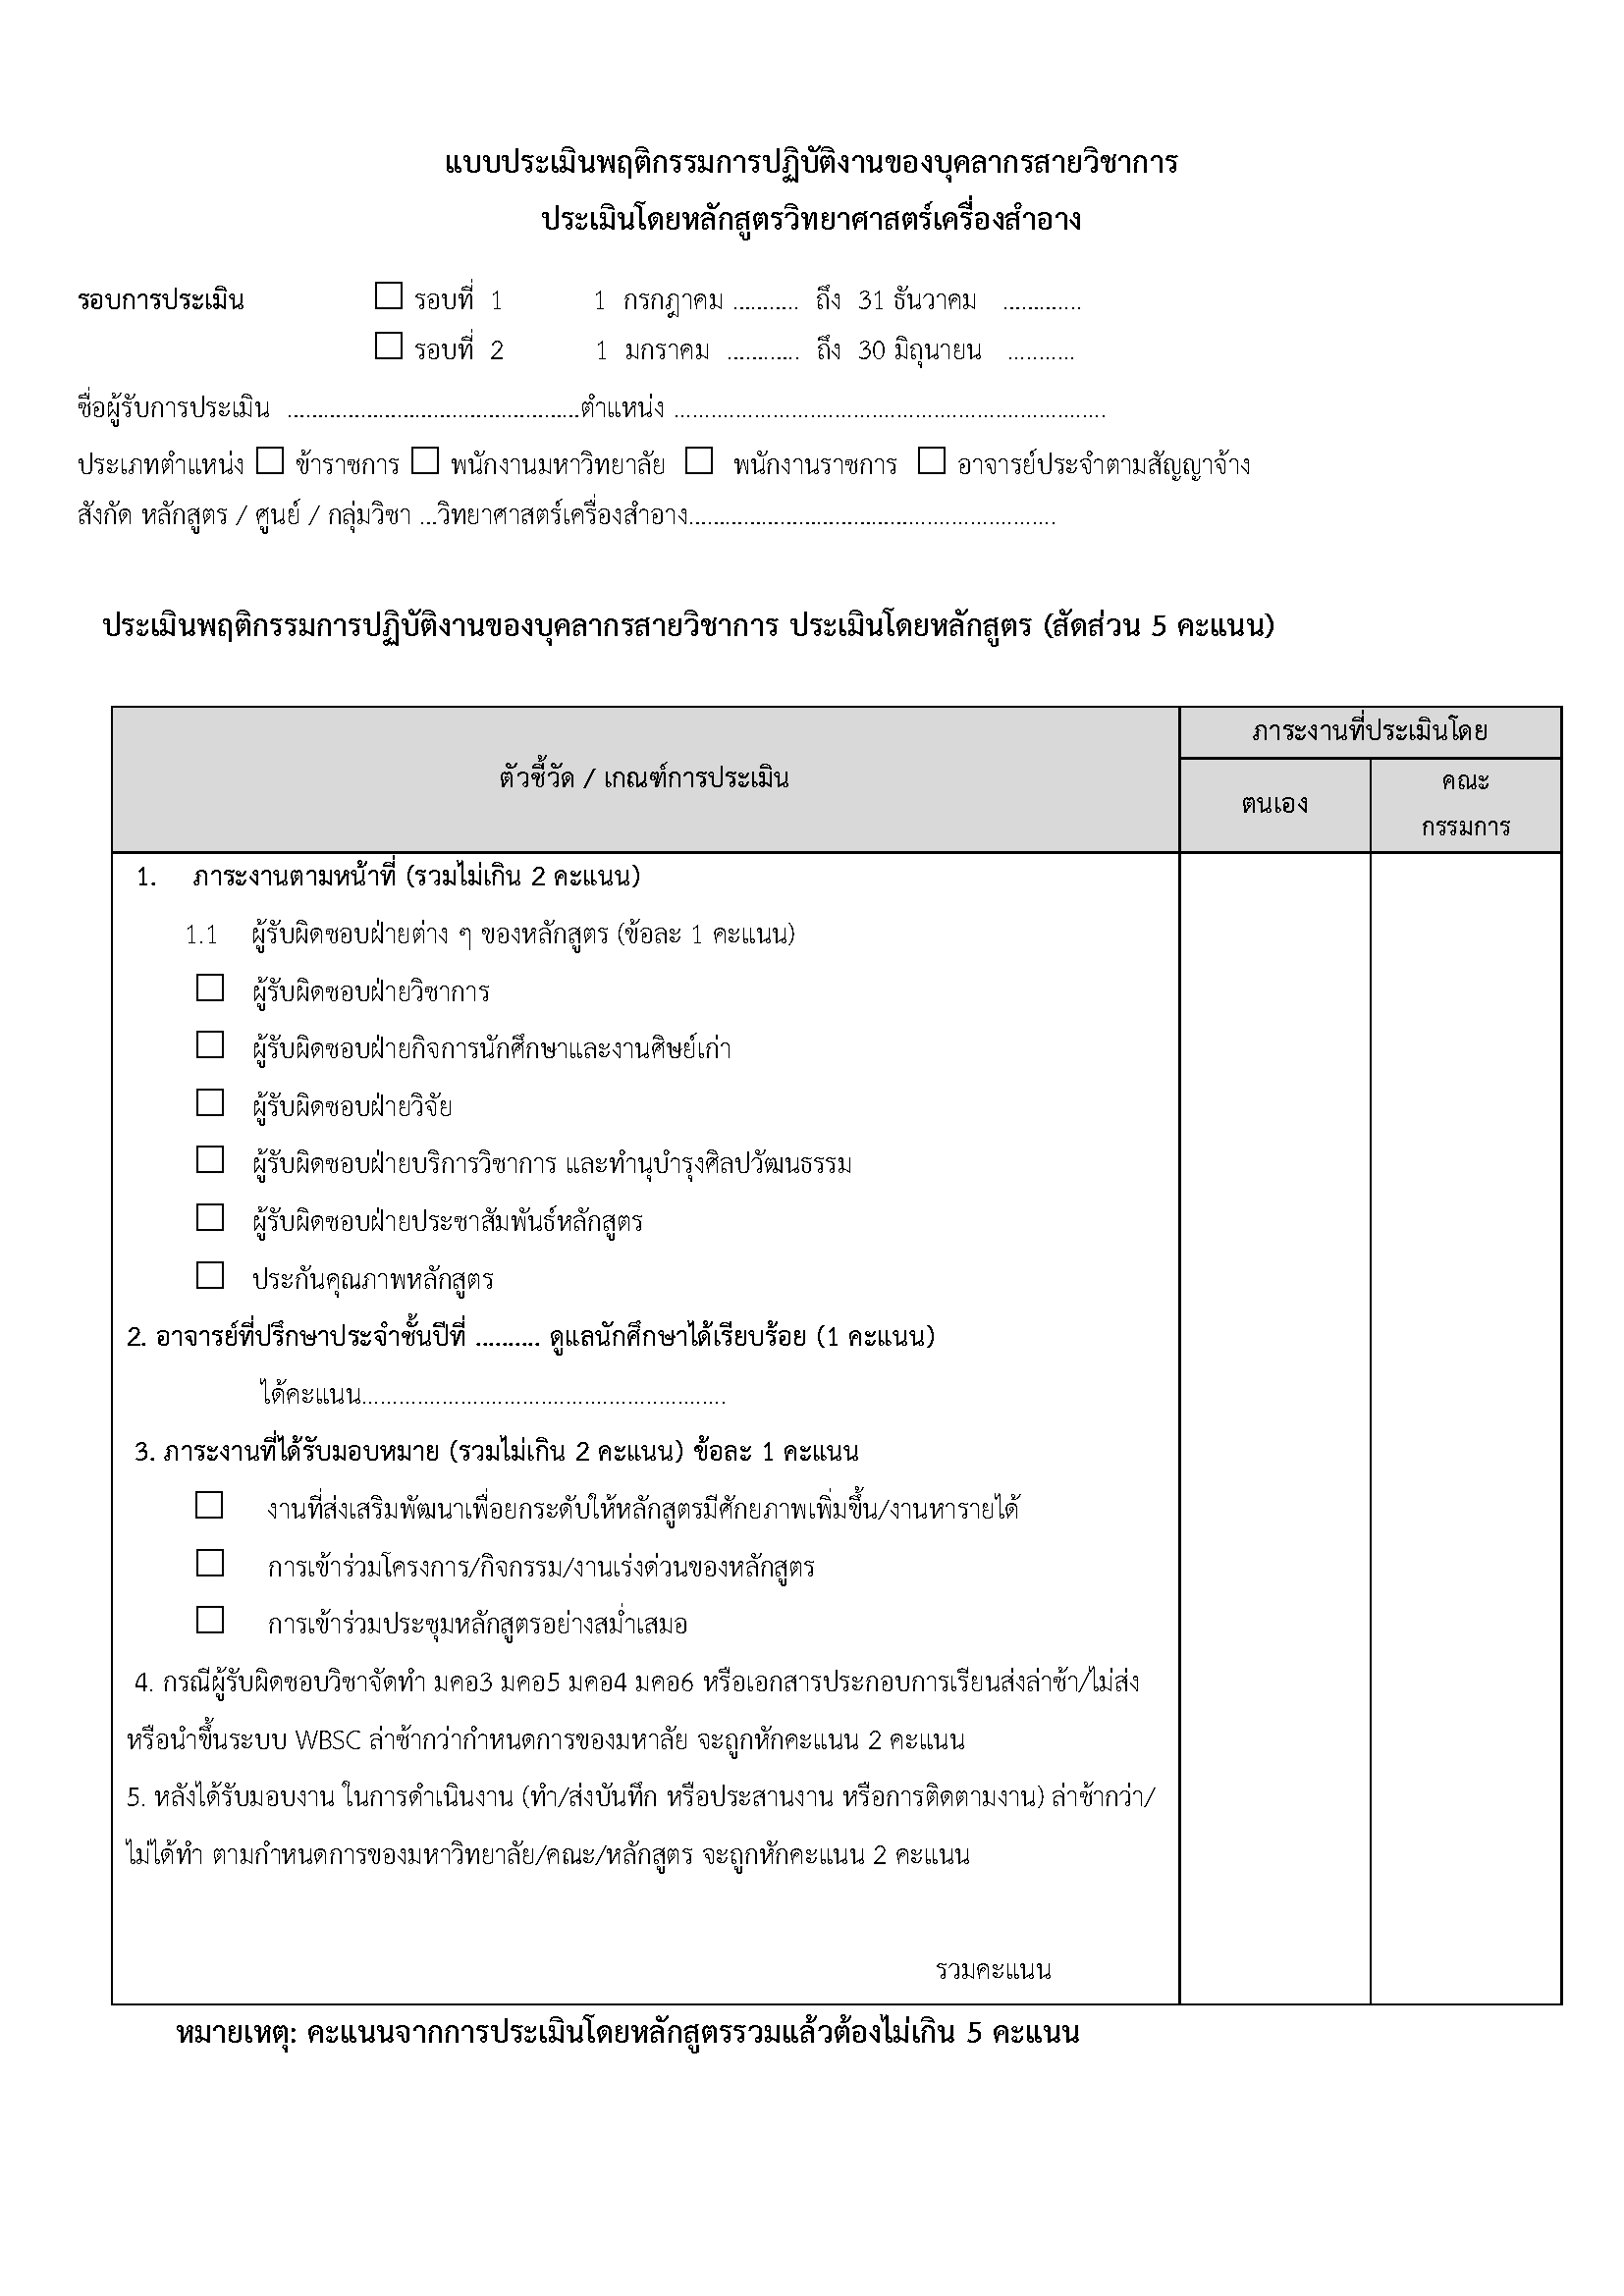 แบบประเมินพฤติกรรมการปฏิบัติงานของบุคลากรสายวิชาการ
ประเมินโดยหลักสูตรวิทยาศาสตร์เครื่องสำอาง
รอบการประเมิน ☐ รอบที่ 1 1 กรกฎาคม ........... ถึง 31 ธันวาคม .............
☐ รอบที่ 2 1 มกราคม ............ ถึง 30 มิถุนายน ...........
ชื่อผู้รับการประเมิน ................................................ตำแหน่ง .......................................................................
ประเภทตำแหน่ง ☐ ข้าราชการ ☐ พนักงานมหาวิทยาลัย ☐ พนักงานราชการ ☐ อาจารย์ประจำตามสัญญาจ้าง
สังกัด หลักสูตร / ศูนย์ / กลุ่มวิชา ...วิทยาศาสตร์เครื่องสำอาง............................................................
ประเมินพฤติกรรมการปฏิบัติงานของบุคลากรสายวิชาการ ประเมินโดยหลักสูตร (สัดส่วน 5 คะแนน)
ตัวชี้วัด / เกณฑ์การประเมิน
ภาระงานที่ประเมินโดย
ตนเอง
คณะ
กรรมการ
1. ภาระงานตามหน้าที่ (รวมไม่เกิน 2 คะแนน)
1.1 ผู้รับผิดชอบฝ่ายต่าง ๆ ของหลักสูตร (ข้อละ 1 คะแนน)
☐ ผู้รับผิดชอบฝ่ายวิชาการ
☐ ผู้รับผิดชอบฝ่ายกิจการนักศึกษาและงานศิษย์เก่า
☐ ผู้รับผิดชอบฝ่ายวิจัย
☐ ผู้รับผิดชอบฝ่ายบริการวิชาการ และทำนุบำรุงศิลปวัฒนธรรม
☐ ผู้รับผิดชอบฝ่ายประชาสัมพันธ์หลักสูตร
☐ ประกันคุณภาพหลักสูตร
2. อาจารย์ที่ปรึกษาประจำชั้นปีที่ .......... ดูแลนักศึกษาได้เรียบร้อย (1 คะแนน)
ได้คะแนน............................................................
3. ภาระงานที่ได้รับมอบหมาย (รวมไม่เกิน 2 คะแนน) ข้อละ 1 คะแนน
☐ งานที่ส่งเสริมพัฒนาเพื่อยกระดับให้หลักสูตรมีศักยภาพเพิ่มขึ้น/งานหารายได้
☐ การเข้าร่วมโครงการ/กิจกรรม/งานเร่งด่วนของหลักสูตร
☐ การเข้าร่วมประชุมหลักสูตรอย่างสม่ำเสมอ
4. กรณีผู้รับผิดชอบวิชาจัดทำ มคอ3 มคอ5 มคอ4 มคอ6 หรือเอกสารประกอบการเรียนส่งล่าช้า/ไม่ส่ง
หรือนำขึ้นระบบ WBSC ล่าช้ากว่ากำหนดการของมหาลัย จะถูกหักคะแนน 2 คะแนน
5. หลังได้รับมอบงาน ในการดำเนินงาน (ทำ/ส่งบันทึก หรือประสานงาน หรือการติดตามงาน) ล่าช้ากว่า/
ไม่ได้ทำ ตามกำหนดการของมหาวิทยาลัย/คณะ/หลักสูตร จะถูกหักคะแนน 2 คะแนน
รวมคะแนน
หมายเหตุ: คะแนนจากการประเมินโดยหลักสูตรรวมแล้วต้องไม่เกิน 5 คะแนน